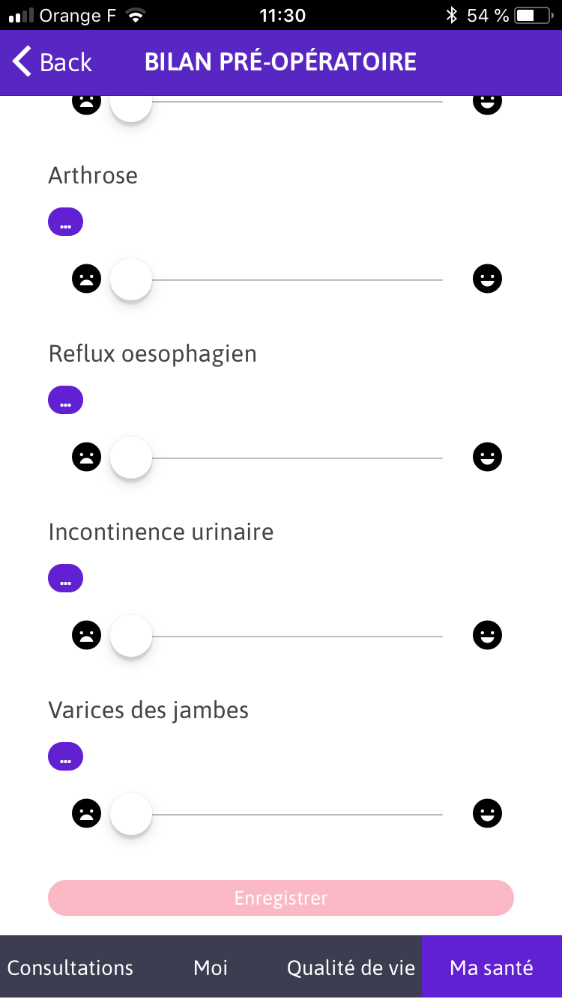 Orange F 11:30 54 %
Back BILAN PRÉ-OPÉRATOIRE
Arthrose
...
Reflux oesophagien
...
Incontinence urinaire
...
Varices des jambes
...
Enregistrer
Consultations Moi Qualité de vie Ma santé